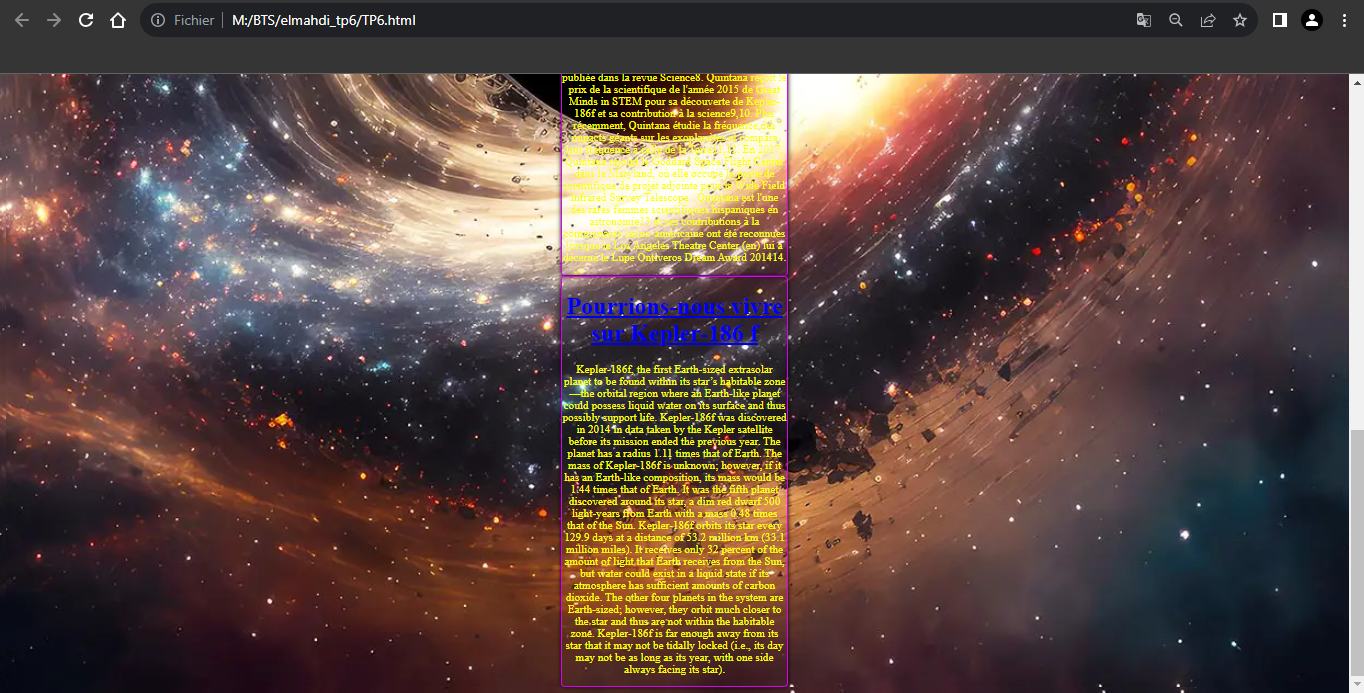 Fichier
M:/BTS/elmahdi_tp6/TP6.html
publiée dans la revue Science8. Quintana reçoit le
prix de la scientifique de l'année 2015 de Great
Minds in STEM pour sa découverte de Kepler-
186f et sa contribution à la science9,10. Plus
récemment, Quintana étudie la fréquence des
impacts géants sur les exoplanètes et compare
dans le Maryland, où elle occupe le poste de
scientifique de projet adjointe pour le Wide Field
Infrared Survey Telescope. Quintana est l'une
des rares femmes scientifiques hispaniques en
astronomie et ses contributions à la
ont été reconnues
lorsque le Los Angeles Theatre Center (en) lui a
décerné le Lupe Ontiveros Dream Award 201414.
Pourrions-nous vivre
sur Kepler-186 f
Kepler-186f, the first Earth-sized extrasolar
planet to be found within its star's habitable zone
—the orbital region where an Earth-like planet
could possess liquid water on its surface and thus
possibly support life. Kepler-186f was discovered
in 2014 in data taken by the Kepler satellite
before its mission ended the previous year. The
planet has a radius 1.11 times that of Earth. The
mass of Kepler-186f is unknown; however, if it
has an Earth-like composition, its mass would be
1.44 times that of Earth. It was the fifth planet
discovered around its star, a dim red dwarf 500
light-years from Earth with a mass 0.48 times
that of the Sun. Kepler-186f orbits its star every
129.9 days at a distance of 53.2 million km (33.1
million miles). It receives only 32 percent of the
amount of light that Earth receives from the Sun,
but water could exist in a liquid state if its
atmosphere has sufficient amounts of carbon
dioxide. The other four planets in the system are
Earth-sized; however, they orbit much closer to
the star and thus are not within the habitable
zone. Kepler-186f is far enough away from its
star that it may not be tidally locked (i.e., its day
may not be as long as its year, with one side
always facing its star).